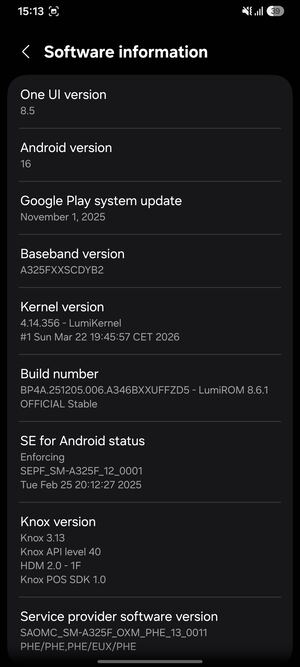 15:13
39
Software information
One UI version
8.5
Android version
16
Google Play system update
November 1, 2025
Baseband version
A325FXXSCDYB2
Kernel version
4.14.356 - LumiKernel
#1 Sun Mar 22 19:45:57 CET 2026
Build number
BP4A.251205.006.A346BXXUFFZD5 - LumiROM 8.6.1
OFFICIAL Stable
SE for Android status
Enforcing
SEPF_SM-A325F_12_0001
Tue Feb 25 20:12:27 2025
Knox version
Knox 3.13
Knox API level 40
HDM 2.0 - 1F
Knox POS SDK 1.0
Service provider software version
SAOMC_SM-A325F_OXM_PHE_13_0011
PHE/PHE,PHE/EUX/PHE